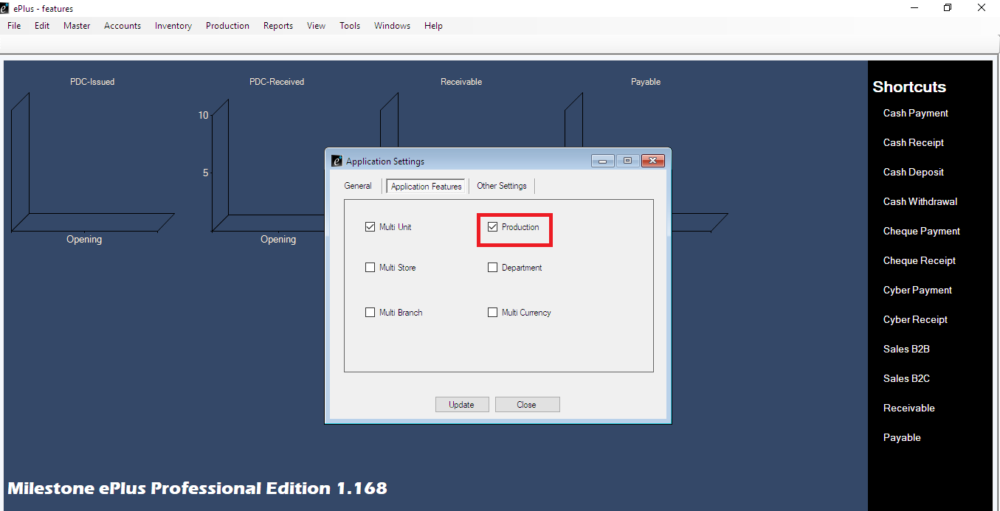 ePlus - features
File Edit Master Accounts Inventory Production Reports View Tools Windows Help
PDC-Issued PDC-Received Receivable Payable
10
5
Opening Opening
Application Settings
General Application Features Other Settings
Multi Unit Production
Multi Store Department
Multi Branch Multi Currency
Update Close
Shortcuts
Cash Payment
Cash Receipt
Cash Deposit
Cash Withdrawal
Cheque Payment
Cheque Receipt
Cyber Payment
Cyber Receipt
Sales B2B
Sales B2C
Receivable
Payable
Milestone ePlus Professional Edition 1.168